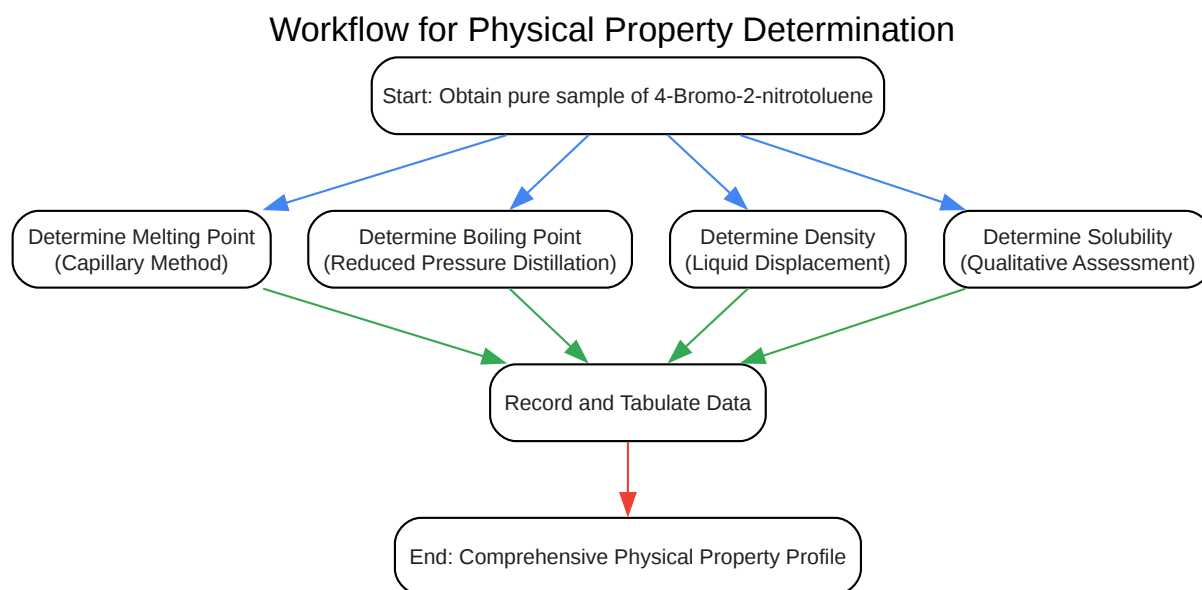 Workflow for Physical Property Determination
Start: Obtain pure sample of 4-Bromo-2-nitrotoluene
Determine Melting Point
(Capillary Method)
Determine Boiling Point
(Reduced Pressure Distillation)
Determine Density
(Liquid Displacement)
Determine Solubility
(Qualitative Assessment)
Record and Tabulate Data
End: Comprehensive Physical Property Profile